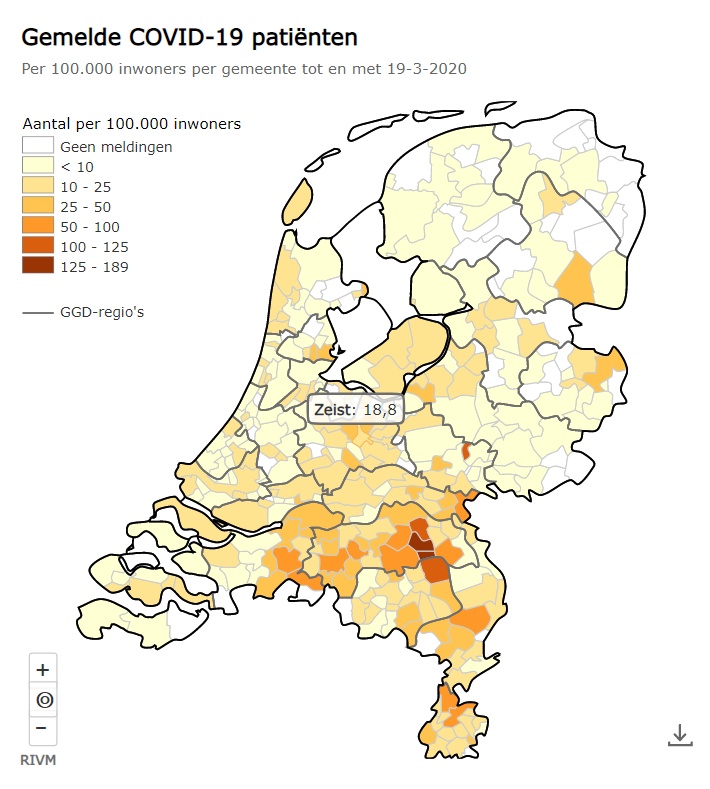 Gemelde COVID-19 patiënten
Per 100.000 inwoners per gemeente tot en met 19-3-2020
Aantal per 100.000 inwoners
Geen meldingen
< 10
10 - 25
25 - 50
50 - 100
100 - 125
125 - 189
GGD-regio's
Zeist: 18,8
+
−
RIVM